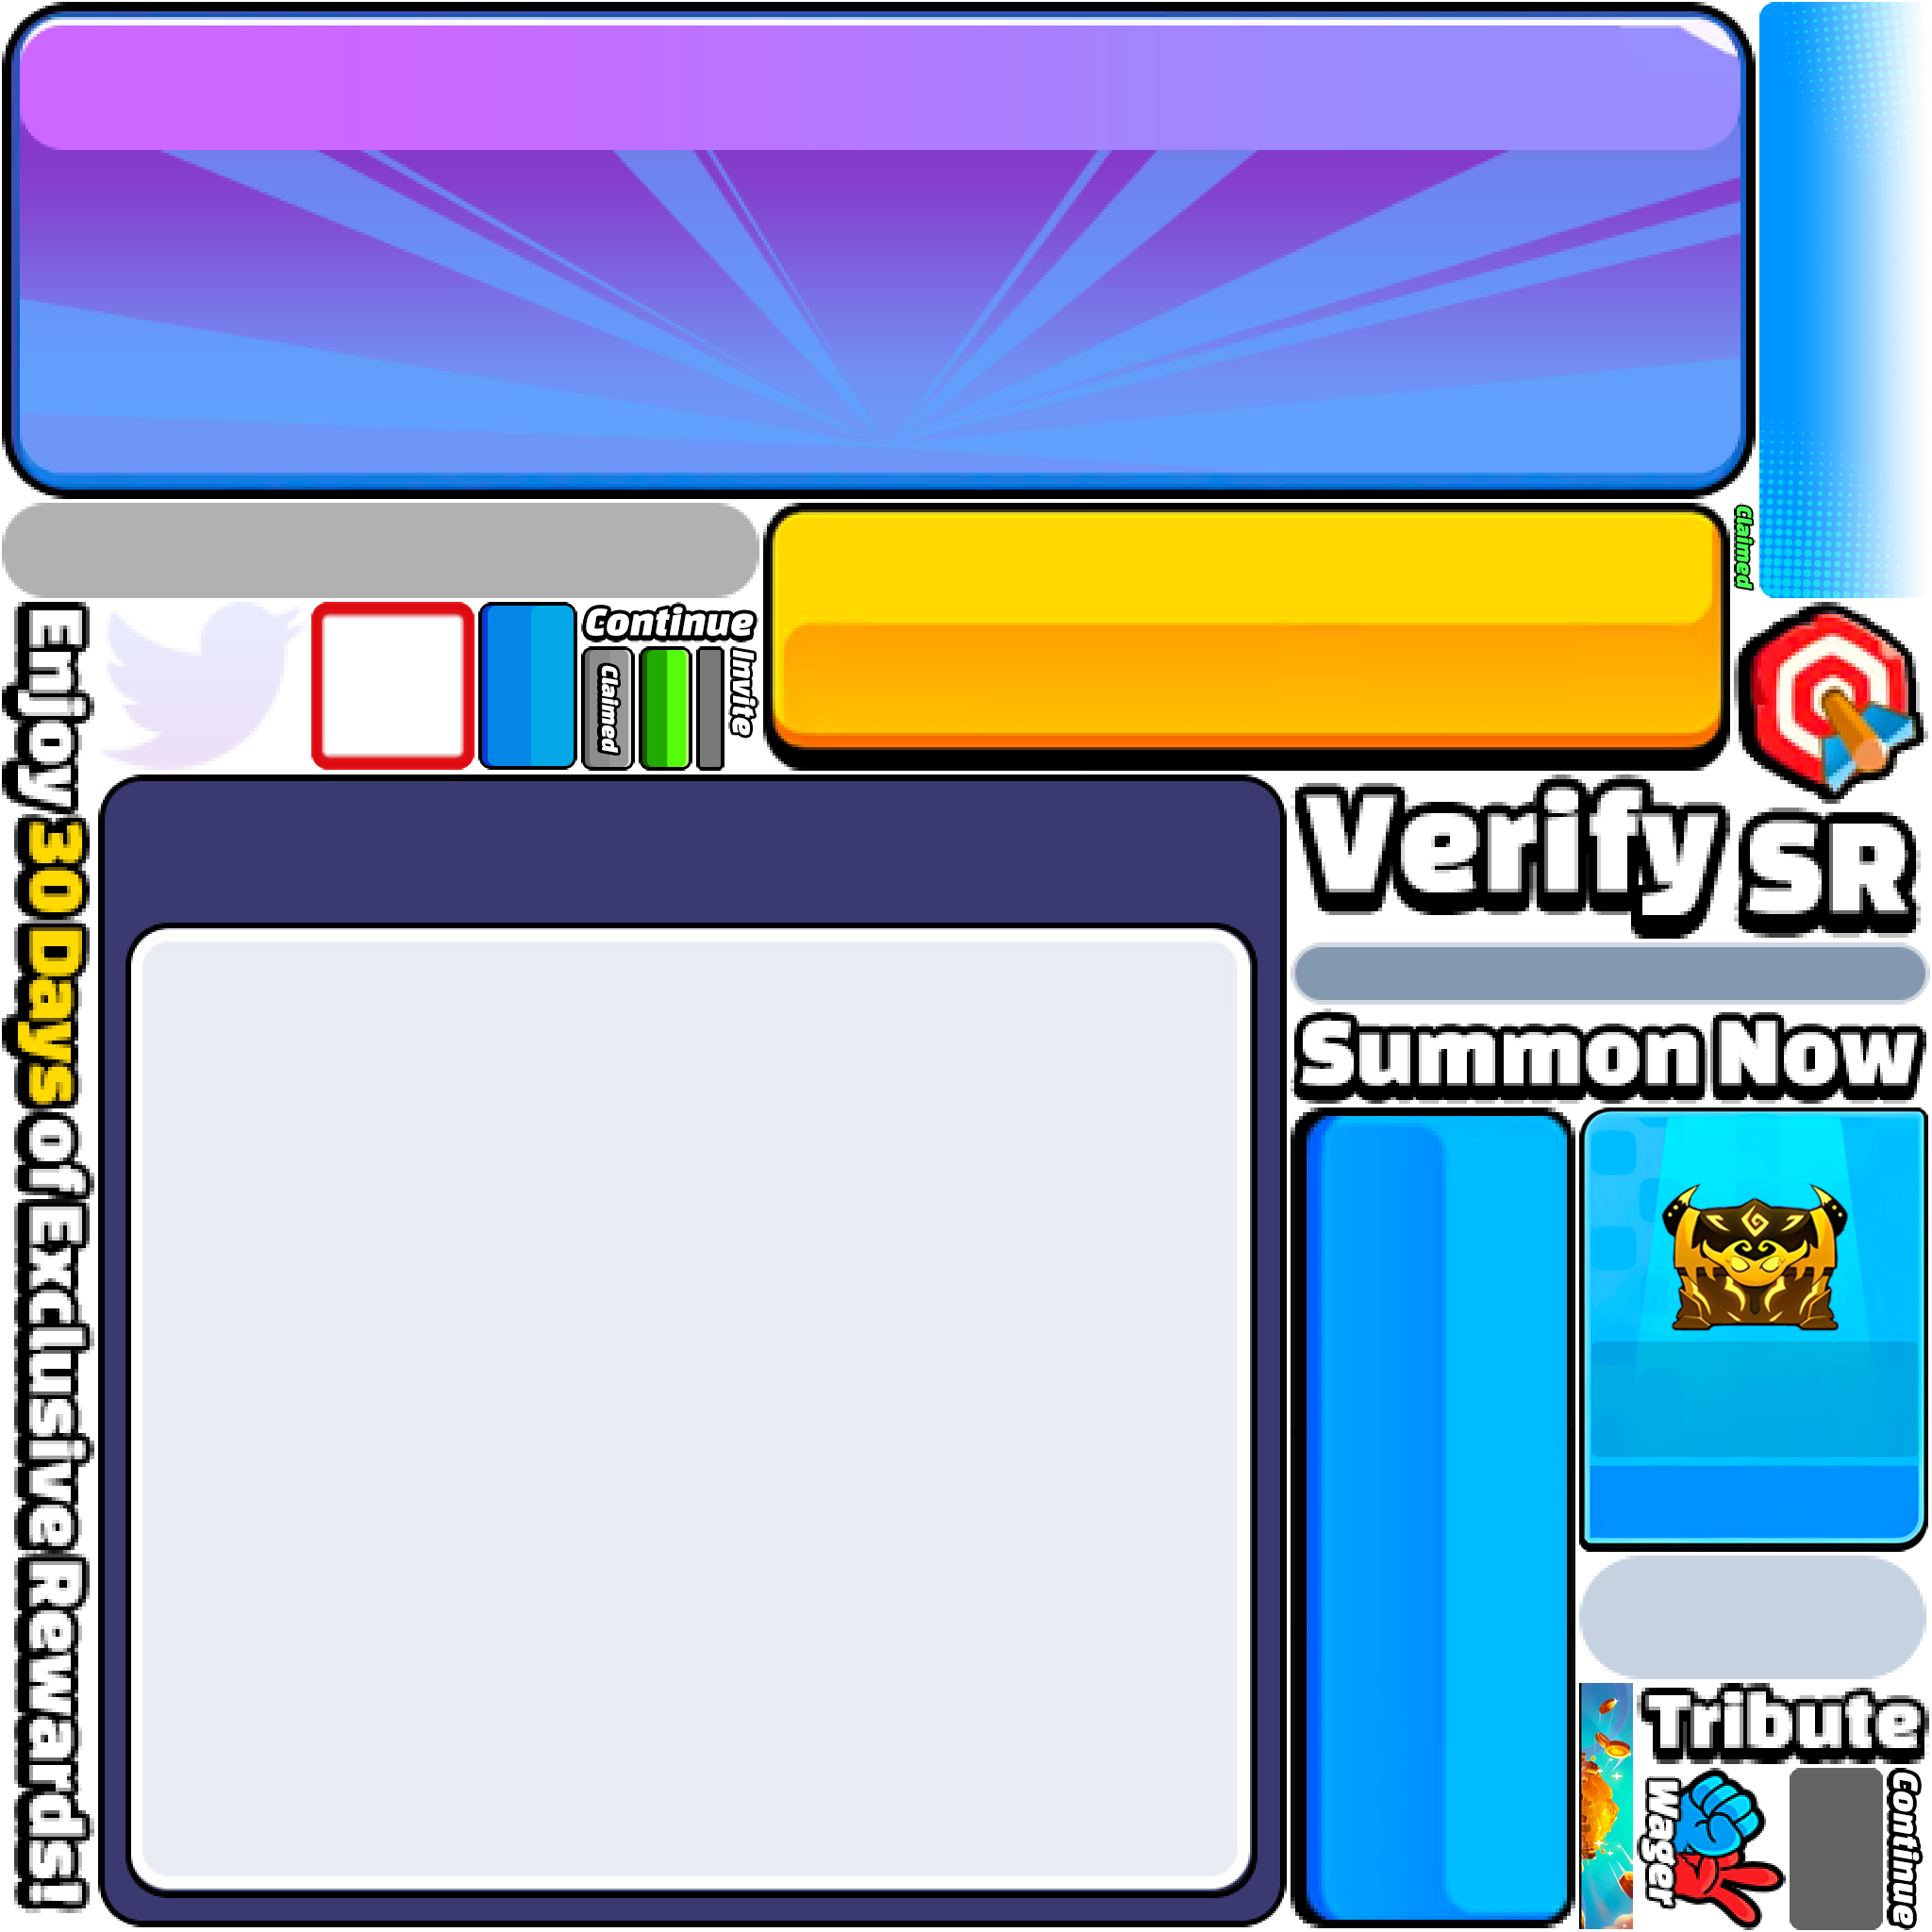 Claimed
Continue
Claimed
Invite
Enjoy 30 Days of Exclusive Rewards!
Verify
SR
Summon Now
Tribute
Wager
Continue